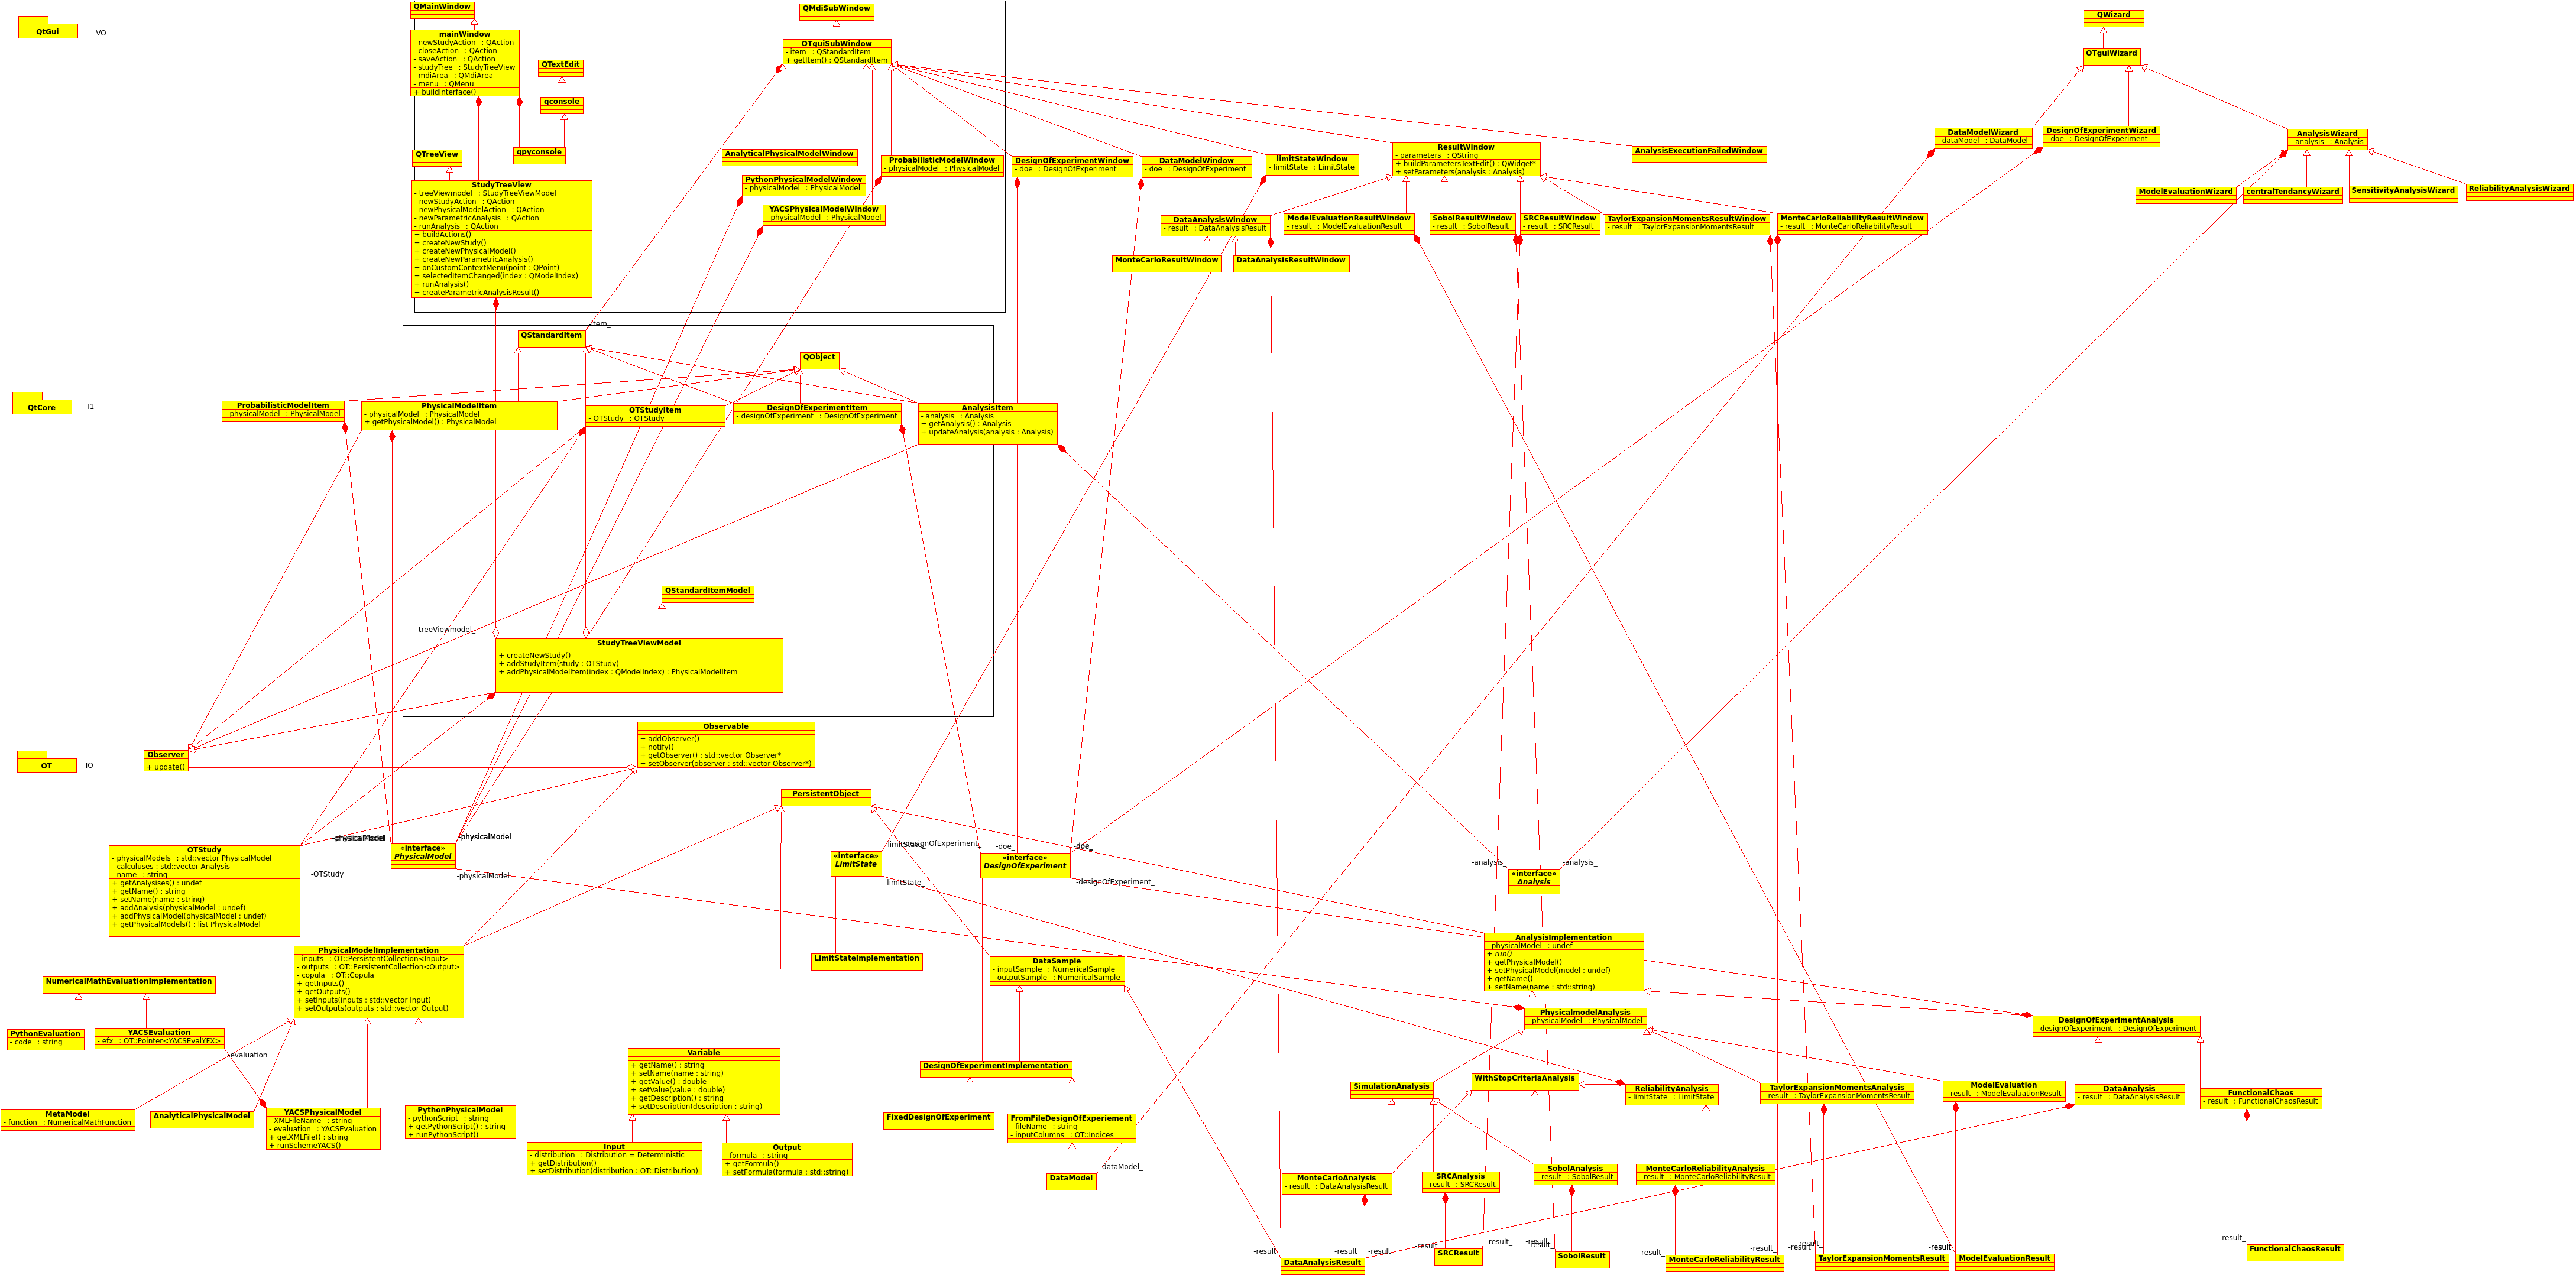 QtGui
VO
QMainWindow
mainWindow
- newStudyAction : QAction
- closeAction : QAction
- saveAction : QAction
- studyTree : StudyTreeView
- mdiArea : QMdiArea
- menu : QMenu
+ buildInterface()
QTextEdit
qconsole
qpyconsole
QTreeView
StudyTreeView
- treeViewmodel : StudyTreeViewModel
- newStudyAction : QAction
- newPhysicalModelAction : QAction
- newParametricAnalysis : QAction
- runAnalysis : QAction
+ buildActions()
+ createNewStudy()
+ createNewPhysicalModel()
+ createNewParametricAnalysis()
+ onCustomContextMenu(point : QPoint)
+ selectedItemChanged(index : QModelIndex)
+ runAnalysis()
+ createParametricAnalysisResult()
QMdiSubWindow
OTguiSubWindow
- item : QStandardItem
+ getItem() : QStandardItem
AnalyticalPhysicalModelWindow
PythonPhysicalModelWindow
- physicalModel : PhysicalModel
YACSPhysicalModelWIndow
- physicalModel : PhysicalModel
ProbabilisticModelWindow
- physicalModel : PhysicalModel
DesignOfExperimentWindow
- doe : DesignOfExperiment
DataModelWindow
- doe : DesignOfExperiment
limitStateWindow
- limitState : LimitState
ResultWindow
- parameters : QString
+ buildParametersTextEdit() : QWidget*
+ setParameters(analysis : Analysis)
AnalysisExecutionFailedWindow
DataAnalysisWindow
- result : DataAnalysisResult
ModelEvaluationResultWindow
- result : ModelEvaluationResult
SobolResultWindow
- result : SobolResult
SRCResultWindow
- result : SRCResult
TaylorExpansionMomentsResultWindow
- result : TaylorExpansionMomentsResult
MonteCarloReliabilityResultWindow
- result : MonteCarloReliabilityResult
MonteCarloResultWindow
DataAnalysisResultWindow
QWizard
OTguiWizard
DataModelWizard
- dataModel : DataModel
DesignOfExperimentWizard
- doe : DesignOfExperiment
AnalysisWizard
- analysis : Analysis
ModelEvaluationWizard
centralTendancyWizard
SensitivityAnalysisWizard
ReliabilityAnalysisWizard
-item_
QtCore
I1
QStandardItem
QObject
ProbabilisticModelItem
- physicalModel : PhysicalModel
PhysicalModelItem
- physicalModel : PhysicalModel
+ getPhysicalModel() : PhysicalModel
OTStudyItem
- OTStudy : OTStudy
DesignOfExperimentItem
- designOfExperiment : DesignOfExperiment
AnalysisItem
- analysis : Analysis
+ getAnalysis() : Analysis
+ updateAnalysis(analysis : Analysis)
QStandardItemModel
-treeViewmodel_
StudyTreeViewModel
+ createNewStudy()
+ addStudyItem(study : OTStudy)
+ addPhysicalModelItem(index : QModelIndex) : PhysicalModelItem
OT
IO
Observer
+ update()
Observable
+ addObserver()
+ notify()
+ getObserver() : std::vector Observer*
+ setObserver(observer : std::vector Observer*)
PersistentObject
OTStudy
- physicalModels : std::vector PhysicalModel
- calculuses : std::vector Analysis
- name : string
+ getAnalysises() : undef
+ getName() : string
+ setName(name : string)
+ addAnalysis(physicalModel : undef)
+ addPhysicalModel(physicalModel : undef)
+ getPhysicalModels() : list PhysicalModel
-OTStudy_
-physicalModel_
-physicalModel_
«interface»
PhysicalModel
-physicalModel_
«interface»
LimitState
-limitState_
-designOfExperiment_
-limitState_
-doe_
«interface»
DesignOfExperiment
-doe_
-designOfExperiment_
-analysis_
-analysis_
«interface»
Analysis
PhysicalModelImplementation
- inputs : OT::PersistentCollection<Input>
- outputs : OT::PersistentCollection<Output>
- copula : OT::Copula
+ getInputs()
+ getOutputs()
+ setInputs(inputs : std::vector Input)
+ setOutputs(outputs : std::vector Output)
NumericalMathEvaluationImplementation
PythonEvaluation
- code : string
YACSEvaluation
- efx : OT::Pointer<YACSEvalYFX>
-evaluation_
MetaModel
- function : NumericalMathFunction
AnalyticalPhysicalModel
YACSPhysicalModel
- XMLFileName : string
- evaluation : YACSEvaluation
+ getXMLFile() : string
+ runSchemeYACS()
PythonPhysicalModel
- pythonScript : string
+ getPythonScript() : string
+ runPythonScript()
Variable
+ getName() : string
+ setName(name : string)
+ getValue() : double
+ setValue(value : double)
+ getDescription() : string
+ setDescription(description : string)
Input
- distribution : Distribution = Deterministic
+ getDistribution()
+ setDistribution(distribution : OT::Distribution)
Output
- formula : string
+ getFormula()
+ setFormula(formula : std::string)
LimitStateImplementation
DataSample
- inputSample : NumericalSample
- outputSample : NumericalSample
DesignOfExperimentImplementation
FixedDesignOfExperiment
FromFileDesignOfExperiement
- fileName : string
- inputColumns : OT::Indices
DataModel
-dataModel_
AnalysisImplementation
- physicalModel : undef
+ run()
+ getPhysicalModel()
+ setPhysicalModel(model : undef)
+ getName()
+ setName(name : std::string)
PhysicalmodelAnalysis
- physicalModel : PhysicalModel
DesignOfExperimentAnalysis
- designOfExperiment : DesignOfExperiment
SimulationAnalysis
WithStopCriteriaAnalysis
ReliabilityAnalysis
- limitState : LimitState
TaylorExpansionMomentsAnalysis
- result : TaylorExpansionMomentsResult
ModelEvaluation
- result : ModelEvaluationResult
DataAnalysis
- result : DataAnalysisResult
FunctionalChaos
- result : FunctionalChaosResult
MonteCarloAnalysis
- result : DataAnalysisResult
SRCAnalysis
- result : SRCResult
SobolAnalysis
- result : SobolResult
MonteCarloReliabilityAnalysis
- result : MonteCarloReliabilityResult
-result_
-result_
-result_
-result_
-result_
-result_
-result_
-result_
-result_
-result_
-result_
-result_
-result_
DataAnalysisResult
SRCResult
SobolResult
MonteCarloReliabilityResult
TaylorExpansionMomentsResult
ModelEvaluationResult
FunctionalChaosResult